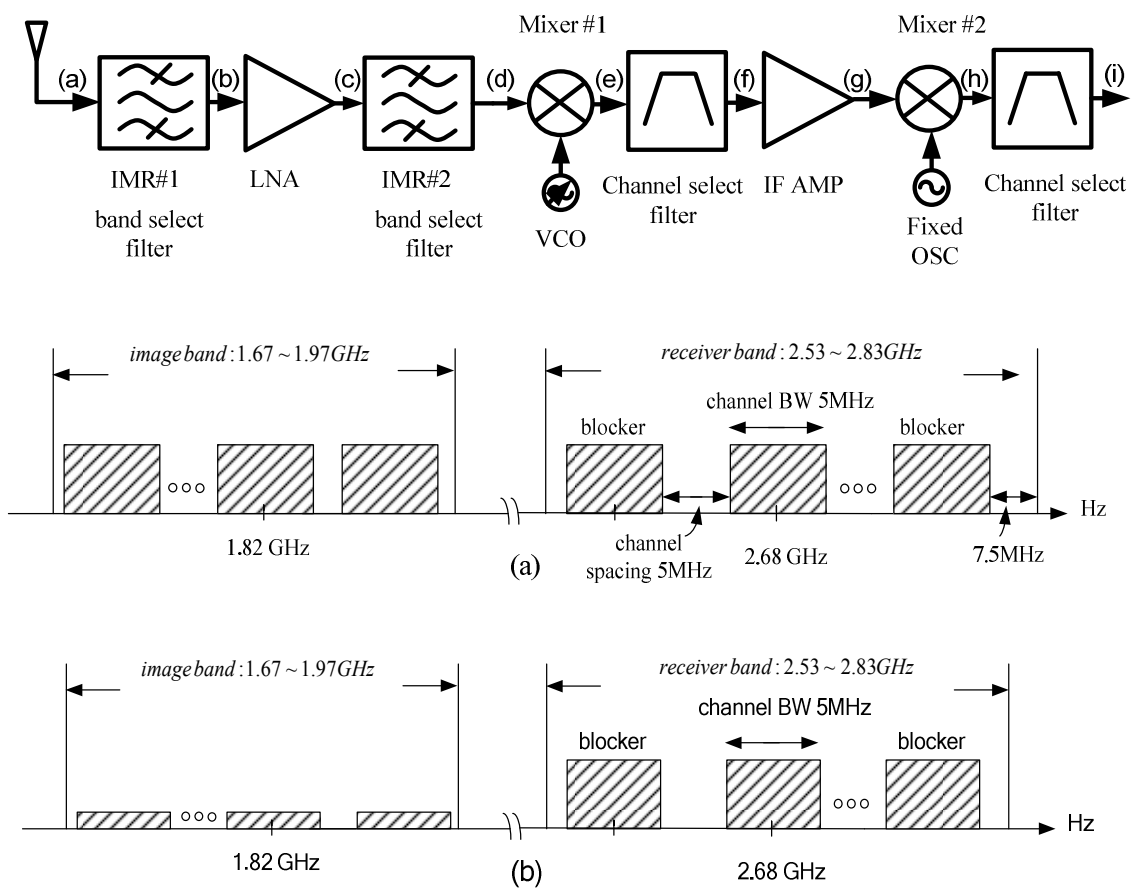 Mixer #1
Mixer #2
(a)
(b)
(c)
(d)
(e)
(f)
(g)
(h)
(i)
IMR#1
LNA
IMR#2
Channel select
filter
IF AMP
Channel select
filter
band select
filter
band select
filter
VCO
Fixed
OSC
image band : 1.67 ~ 1.97GHz
receiver band : 2.53 ~ 2.83GHz
channel BW 5MHz
blocker
blocker
Hz
1.82 GHz
channel
spacing 5MHz
2.68 GHz
7.5MHz
(a)
image band : 1.67 ~ 1.97GHz
receiver band : 2.53 ~ 2.83GHz
channel BW 5MHz
blocker
blocker
Hz
1.82 GHz
2.68 GHz
(b)